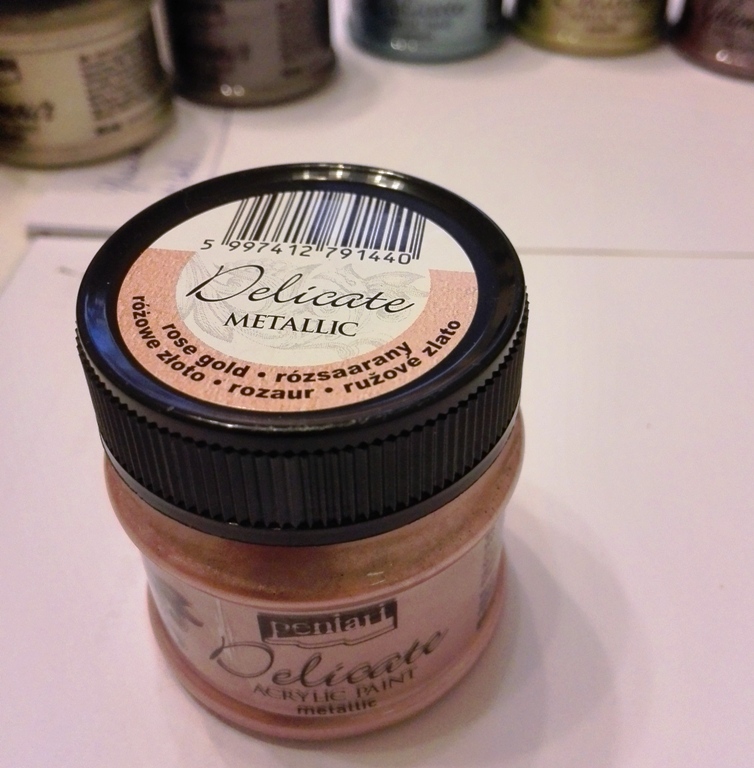 5 997412 791440
Delicate
METALLIC
rose gold • rózsaarany
różowe złoto • rozaur • ružové zlato
pentart
Delicate
ACRYLIC PAINT
metallic